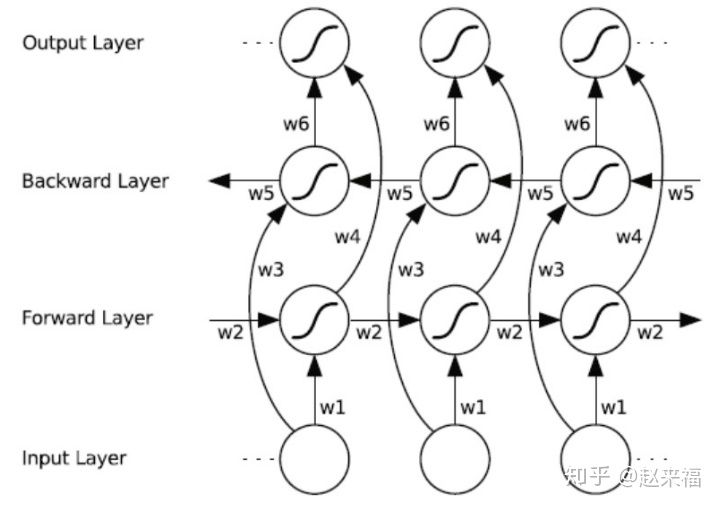 Output Layer
w6 w6 w6
Backward Layer
w5 w5 w5 w5
w4 w4 w4
w3 w3 w3
Forward Layer
w2 w2 w2 w2
w1 w1 w1
Input Layer
知乎 @赵来福